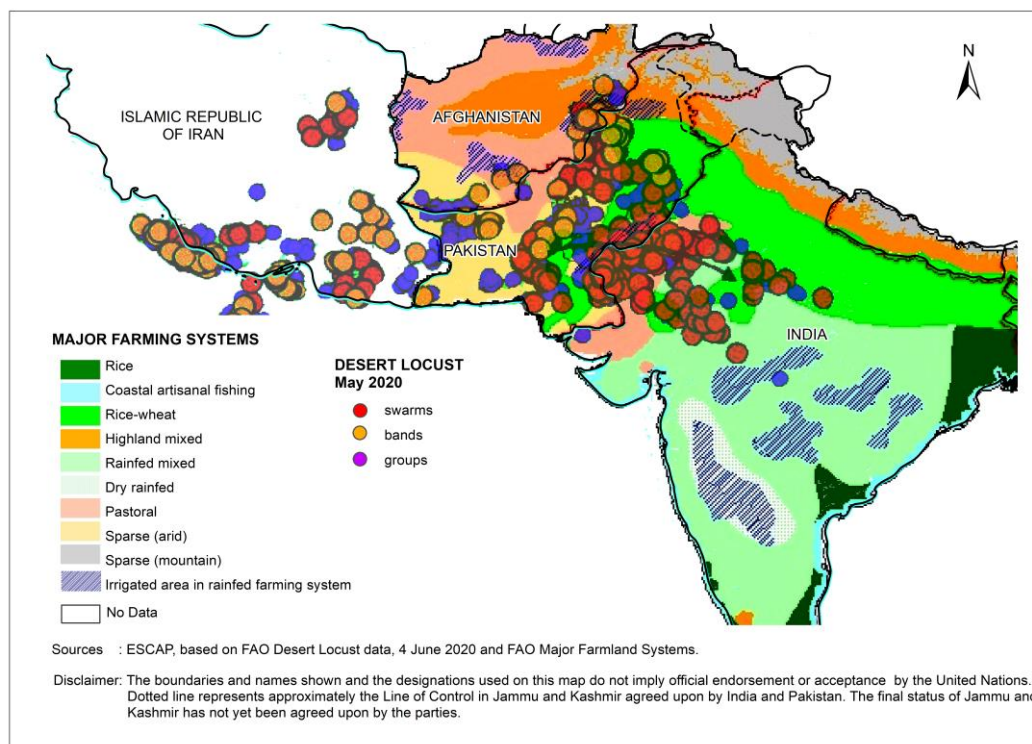 N
ISLAMIC REPUBLIC
OF IRAN
AFGHANISTAN
PAKISTAN
INDIA
MAJOR FARMING SYSTEMS
Rice
Coastal artisanal fishing
Rice-wheat
Highland mixed
Rainfed mixed
Dry rainfed
Pastoral
Sparse (arid)
Sparse (mountain)
Irrigated area in rainfed farming system
No Data
DESERT LOCUST
May 2020
swarms
bands
groups
Sources : ESCAP, based on FAO Desert Locust data, 4 June 2020 and FAO Major Farmland Systems.
Disclaimer: The boundaries and names shown and the designations used on this map do not imply official endorsement or acceptance by the United Nations.
Dotted line represents approximately the Line of Control in Jammu and Kashmir agreed upon by India and Pakistan. The final status of Jammu and
Kashmir has not yet been agreed upon by the parties.